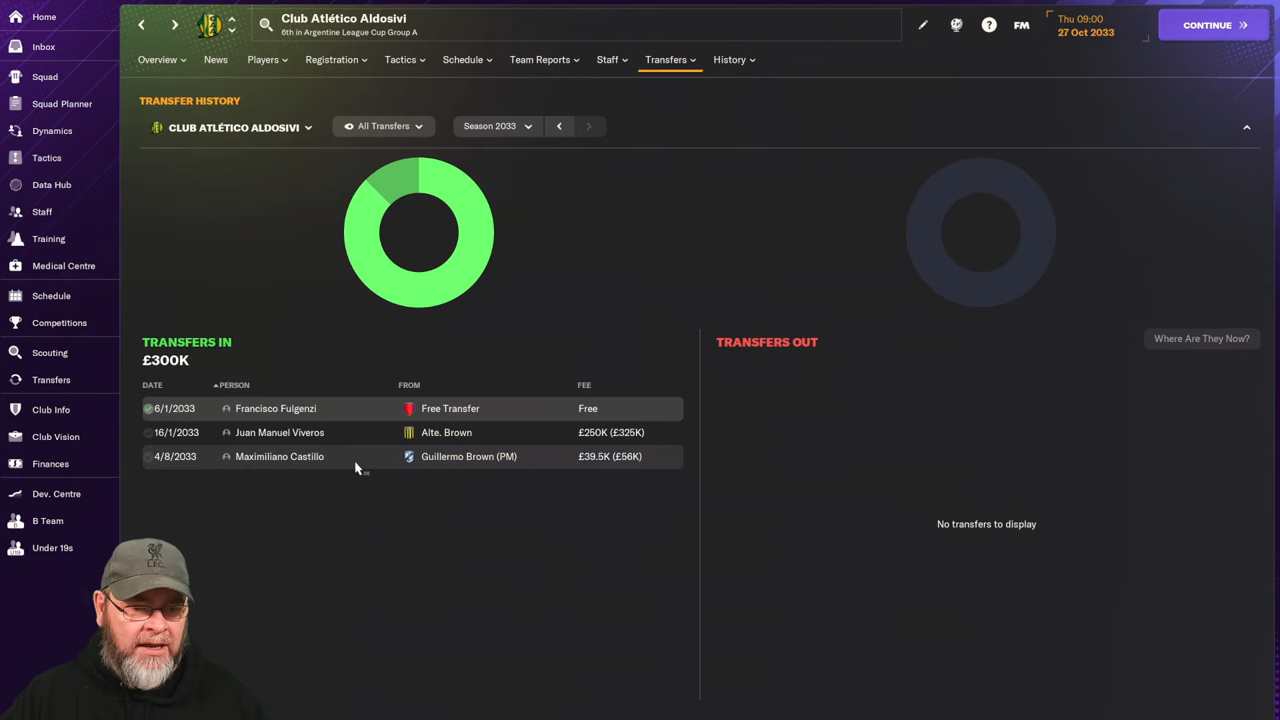 Home
Inbox
Squad
Squad Planner
Dynamics
Tactics
Data Hub
Staff
Training
Medical Centre
Schedule
Competitions
Scouting
Transfers
Club Info
Club Vision
Finances
Dev. Centre
B Team
Under 19s
Club Atlético Aldosivi
6th in Argentine League Cup Group A
FM
Thu 09:00
27 Oct 2033
CONTINUE
Overview News Players Registration Tactics Schedule Team Reports Staff Transfers History
TRANSFER HISTORY
CLUB ATLÉTICO ALDOSIVI All Transfers Season 2033
TRANSFERS IN
£300K
DATE PERSON FROM FEE
6/1/2033 Francisco Fulgenzi Free Transfer Free
16/1/2033 Juan Manuel Viveros Alte. Brown £250K (£325K)
4/8/2033 Maximiliano Castillo Guillermo Brown (PM) £39.5K (£56K)
TRANSFERS OUT
Where Are They Now?
No transfers to display
L.F.C.